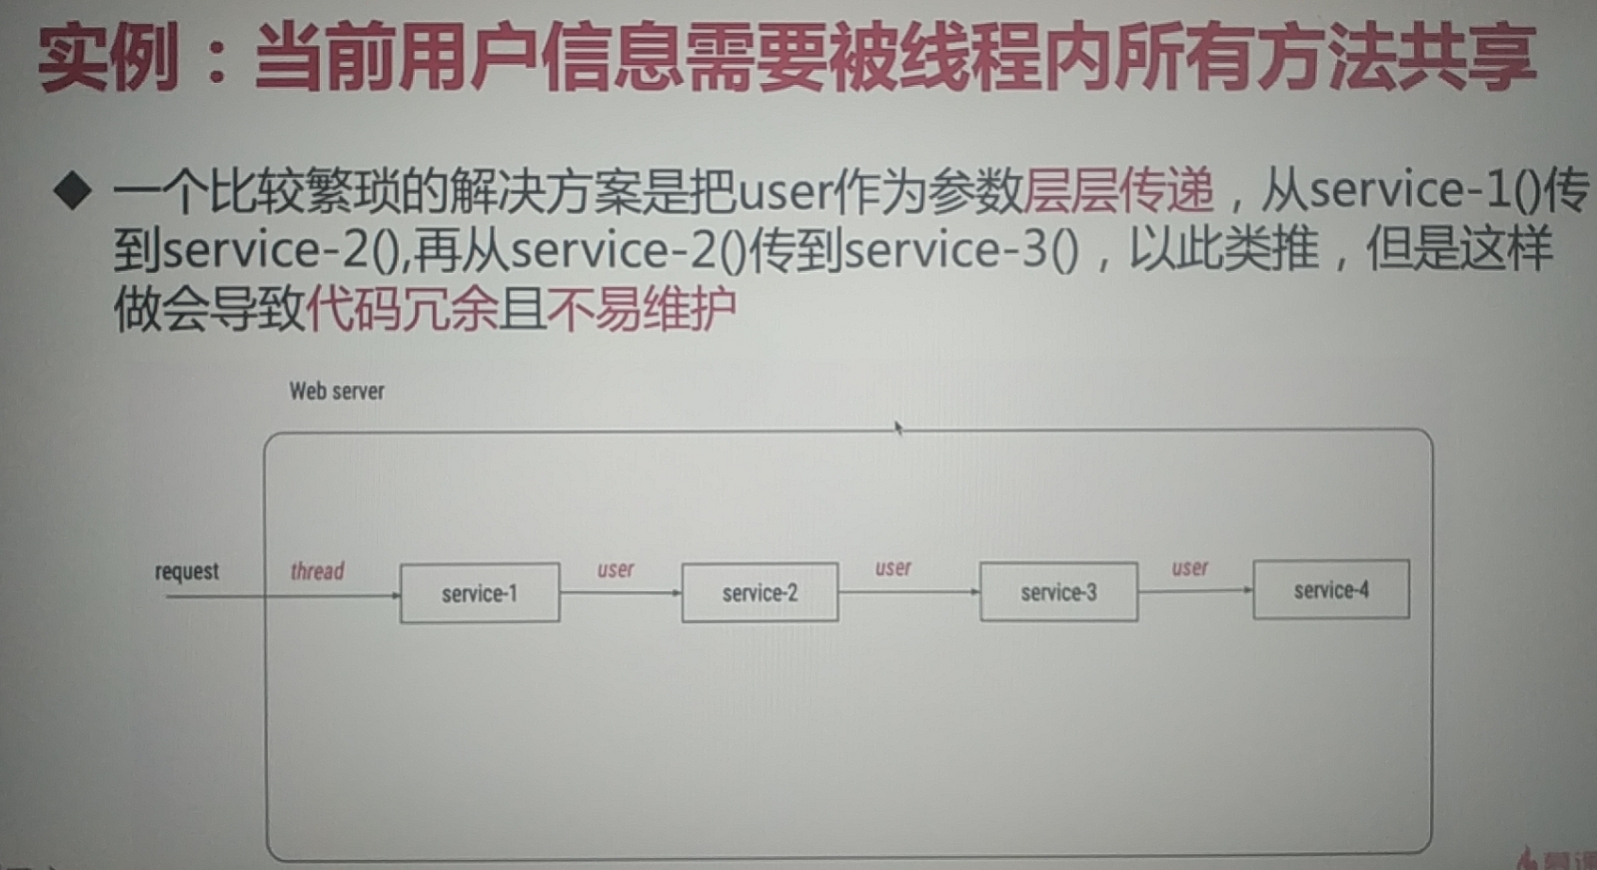 实例：当前用户信息需要被线程内所有方法共享
一个比较繁琐的解决方案是把user作为参数层层传递，从service-1()传
到service-2(),再从service-2()传到service-3()，以此类推，但是这样
做会导致代码冗余且不易维护
Web server
request thread service-1 user service-2 user service-3 user service-4